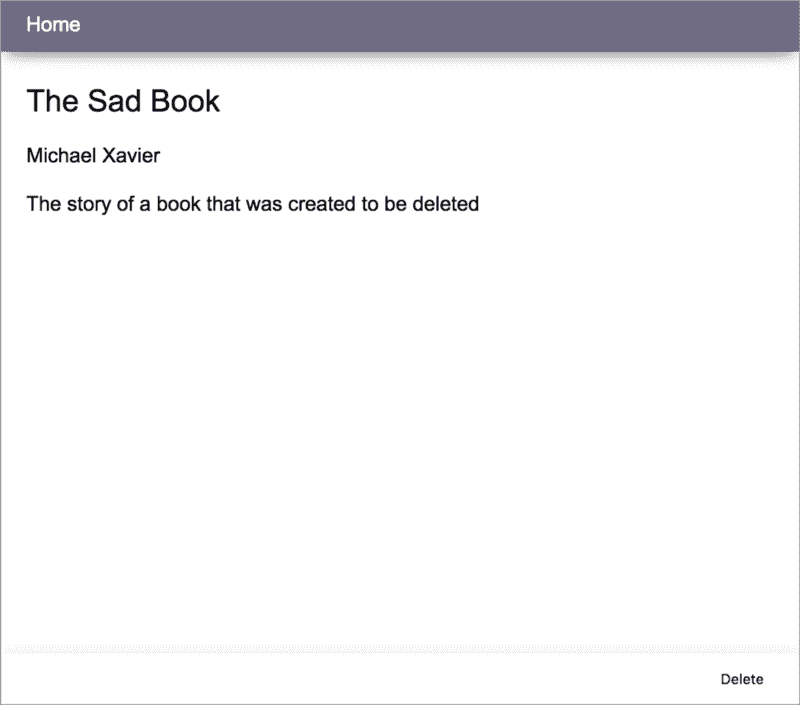 Home
The Sad Book
Michael Xavier
The story of a book that was created to be deleted
Delete